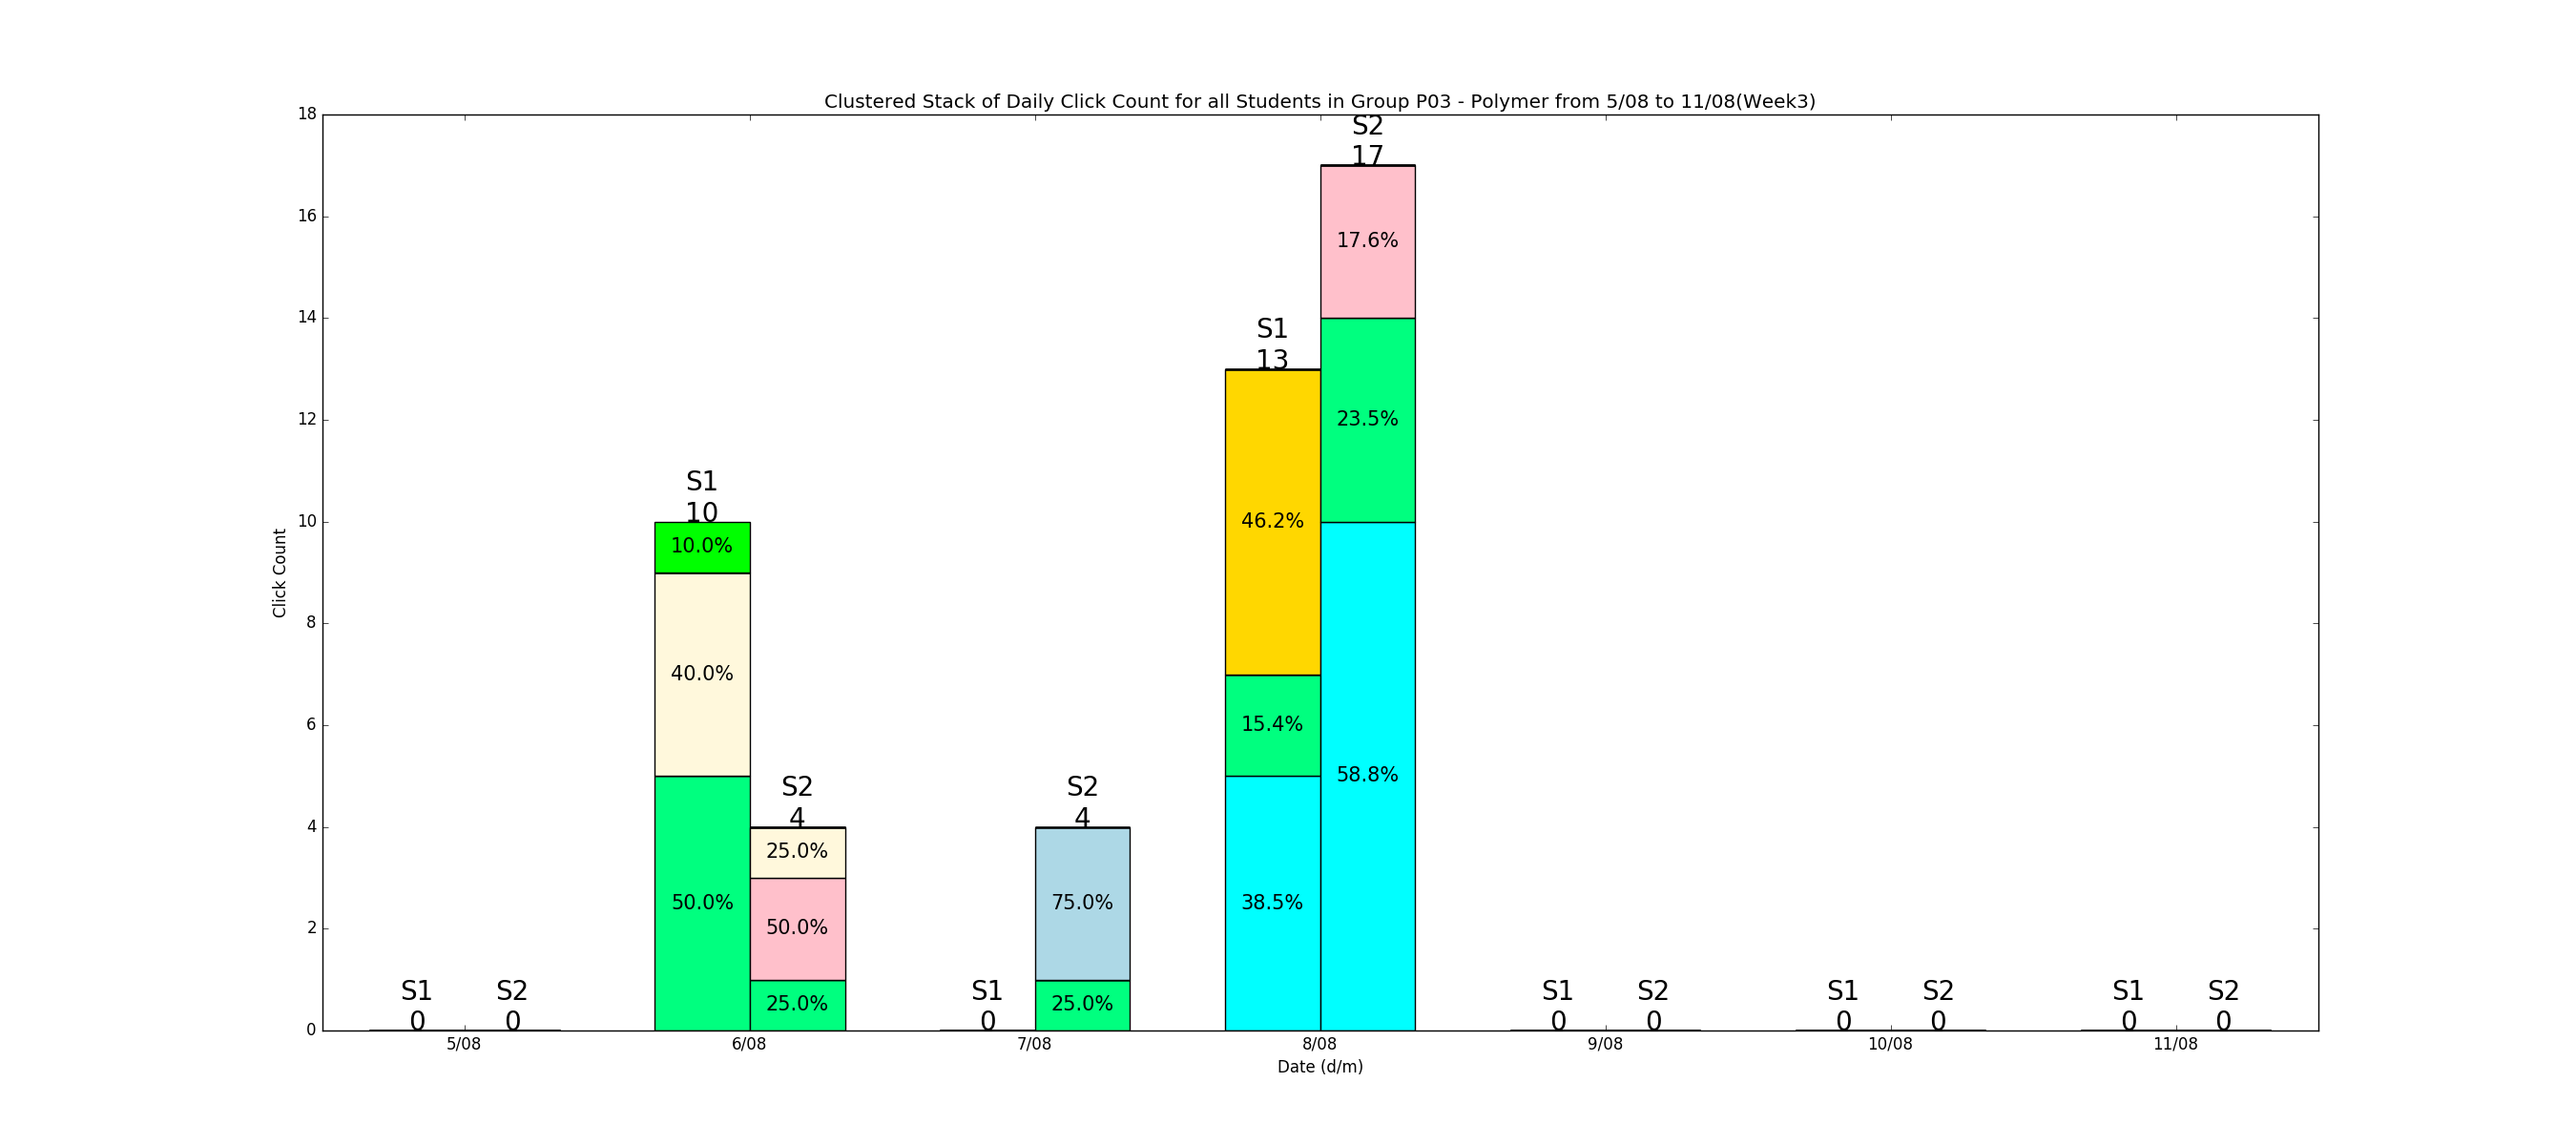 Clustered Stack of Daily Click Count for all Students in Group P03 - Polymer from 5/08 to 11/08(Week3)
Click Count
18
16
14
12
10
8
6
4
2
0
S1
0
S2
0
S1
10
10.0%
40.0%
50.0%
S2
4
25.0%
50.0%
25.0%
S1
0
S2
4
75.0%
25.0%
S1
13
46.2%
15.4%
38.5%
S2
17
17.6%
23.5%
58.8%
S1
0
S2
0
S1
0
S2
0
S1
0
S2
0
5/08
6/08
7/08
8/08
9/08
10/08
11/08
Date (d/m)